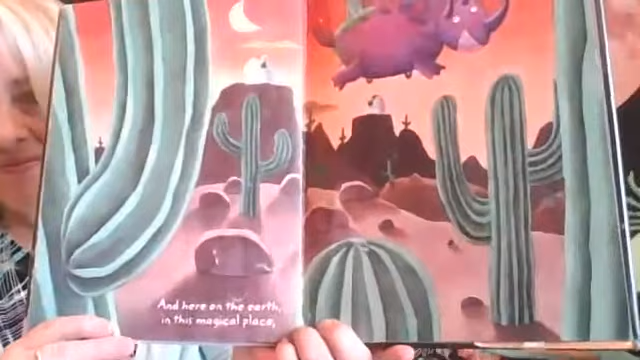 And here on the earth,
in this magical place,